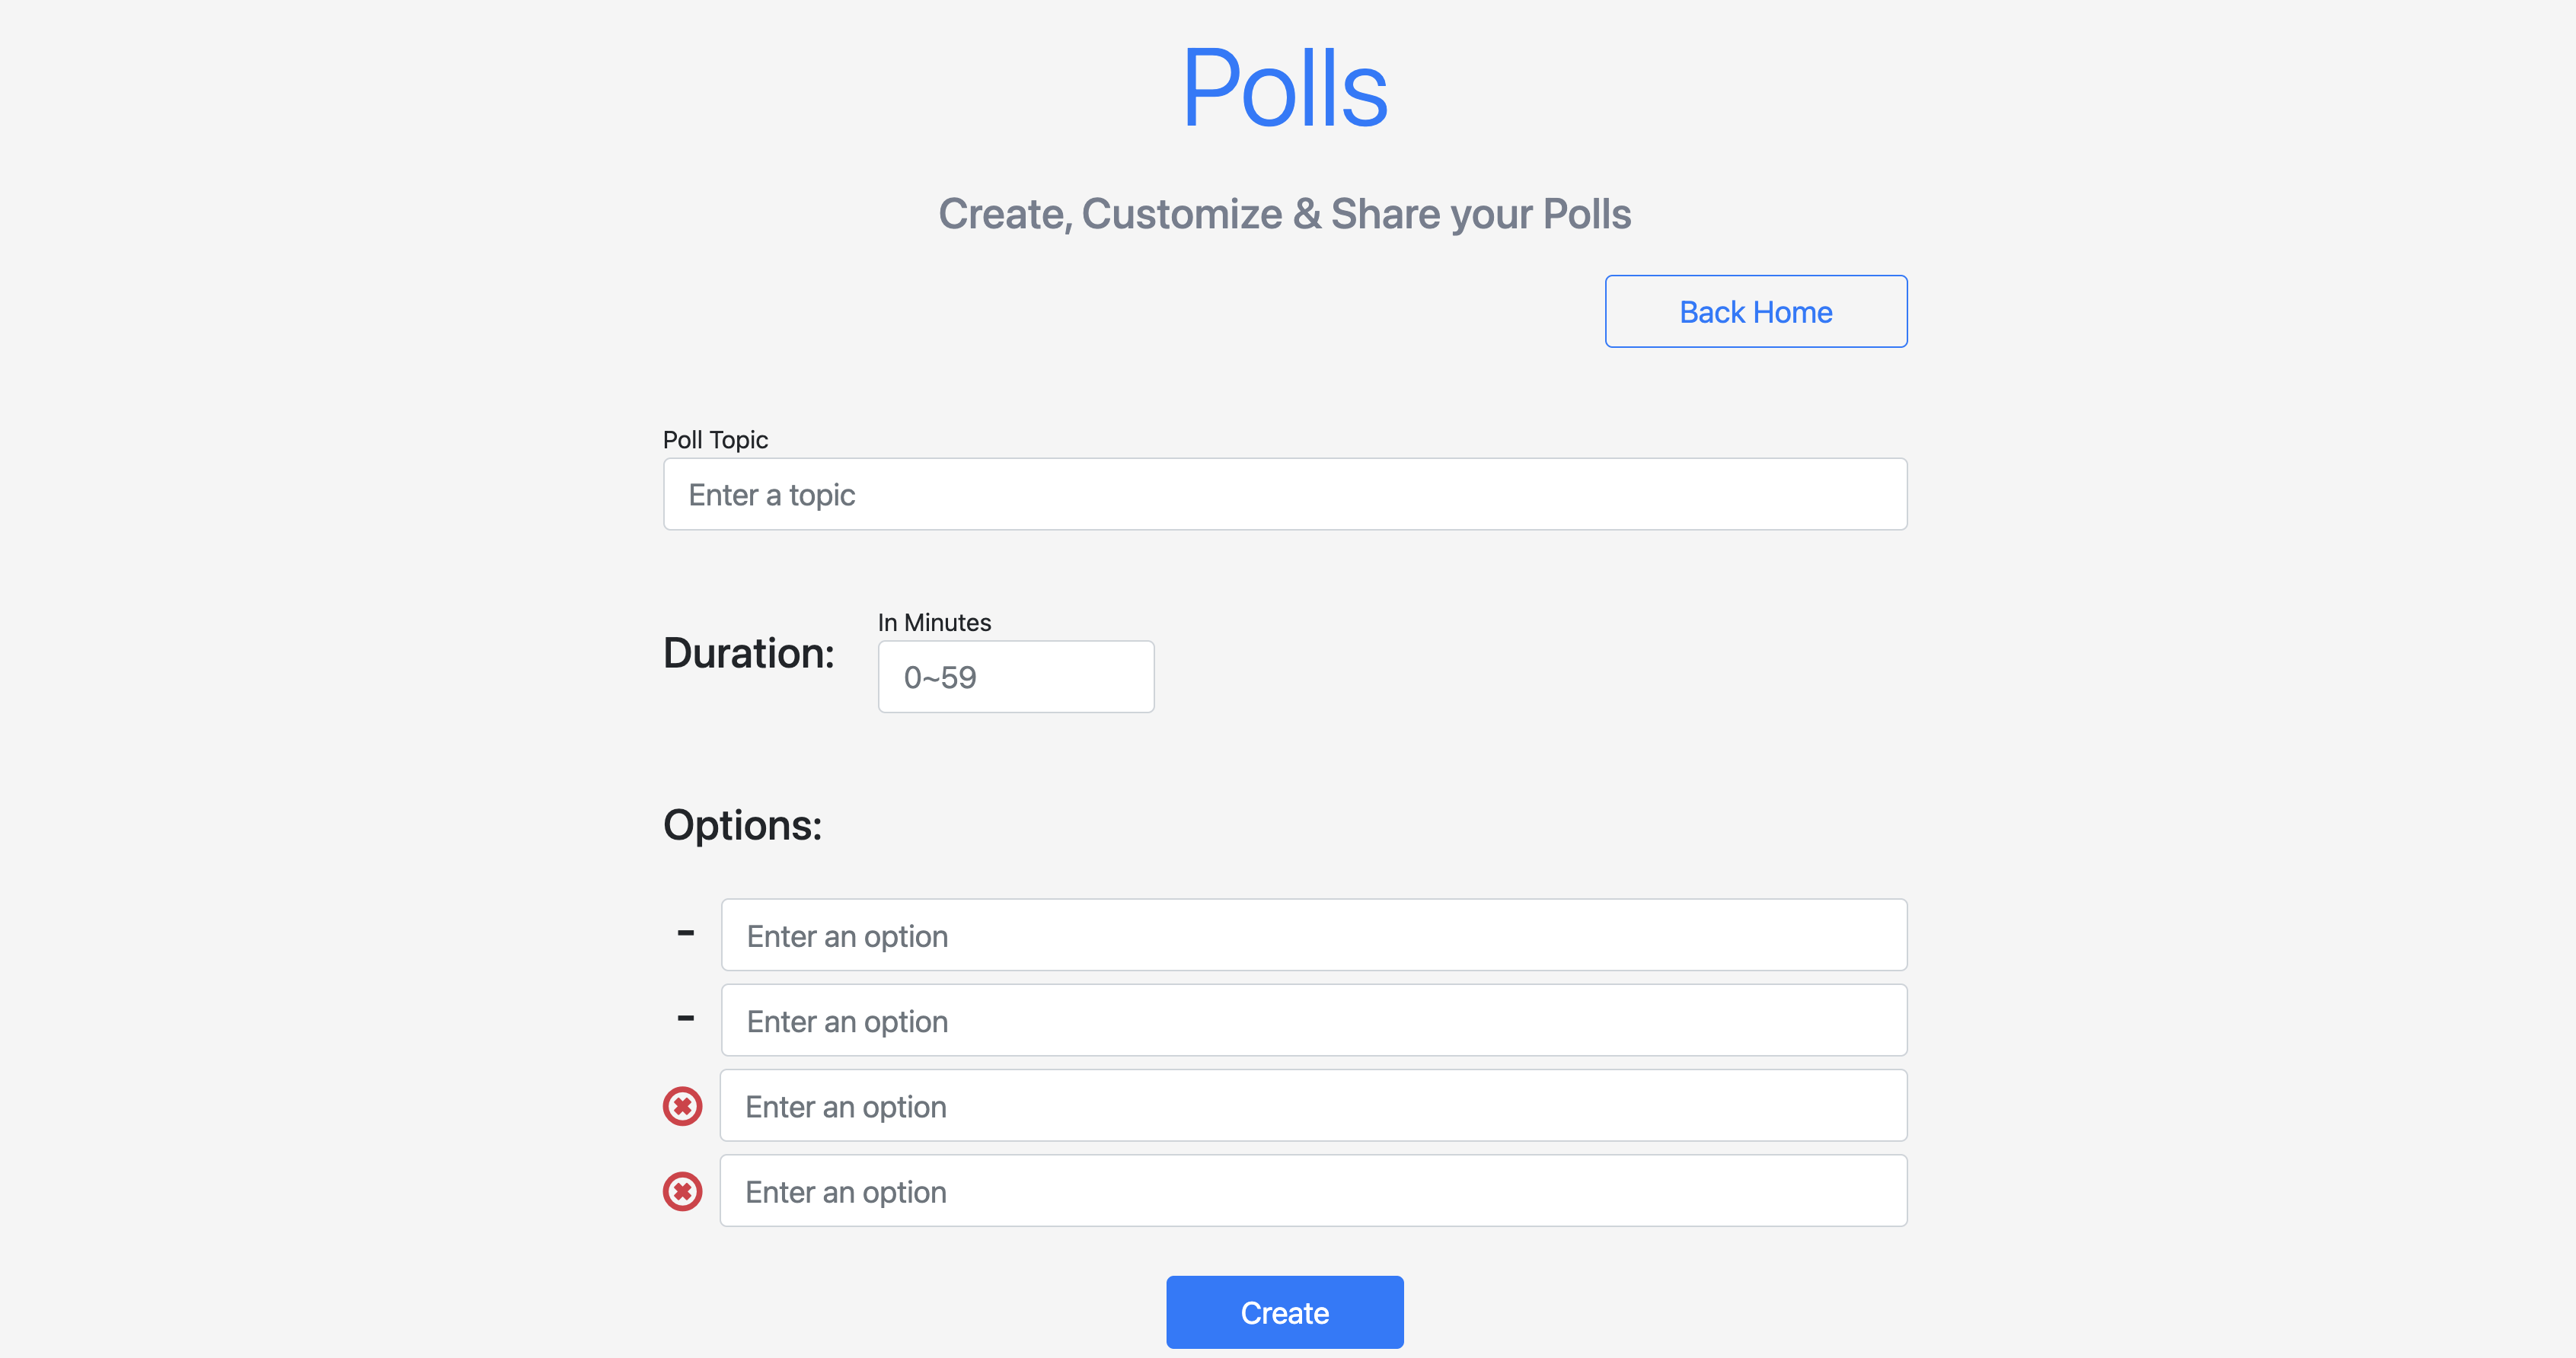 Polls
Create, Customize & Share your Polls
Back Home
Poll Topic
Enter a topic
Duration:
In Minutes
0~59
Options:
- Enter an option
- Enter an option
Enter an option
Enter an option
Create